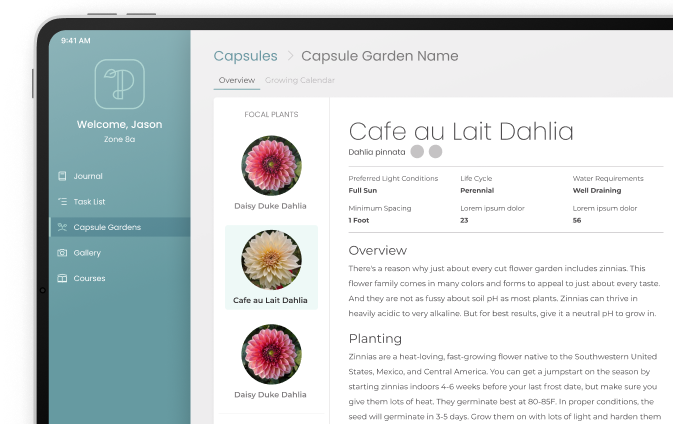 9:41 AM
Welcome, Jason
Zone 8a
Journal
Task List
Capsule Gardens
Gallery
Courses
Capsules > Capsule Garden Name
Overview Growing Calendar
FOCAL PLANTS
Daisy Duke Dahlia
Cafe au Lait Dahlia
Daisy Duke Dahlia
Cafe au Lait Dahlia
Dahlia pinnata
Preferred Light Conditions Life Cycle Water Requirements
Full Sun Perennial Well Draining
Minimum Spacing Lorem ipsum dolor Lorem ipsum dolor
1 Foot 23 56
Overview
There's a reason why just about every cut flower garden includes zinnias. This
flower family comes in many colors and forms to appeal to just about every taste.
And they are not as fussy about soil pH as most plants. Zinnias can thrive in
heavily acidic to very alkaline. But for best results, give it a neutral pH to grow in.
Planting
Zinnias are a heat-loving, fast-growing flower native to the Southwestern United
States, Mexico, and Central America. You can get a jumpstart on the season by
starting zinnias indoors 4-6 weeks before your last frost date, but make sure you
give them lots of heat. They germinate best at 80-85F. In proper conditions, the
seed will germinate in 3-5 days. Grow them on with lots of light and harden them